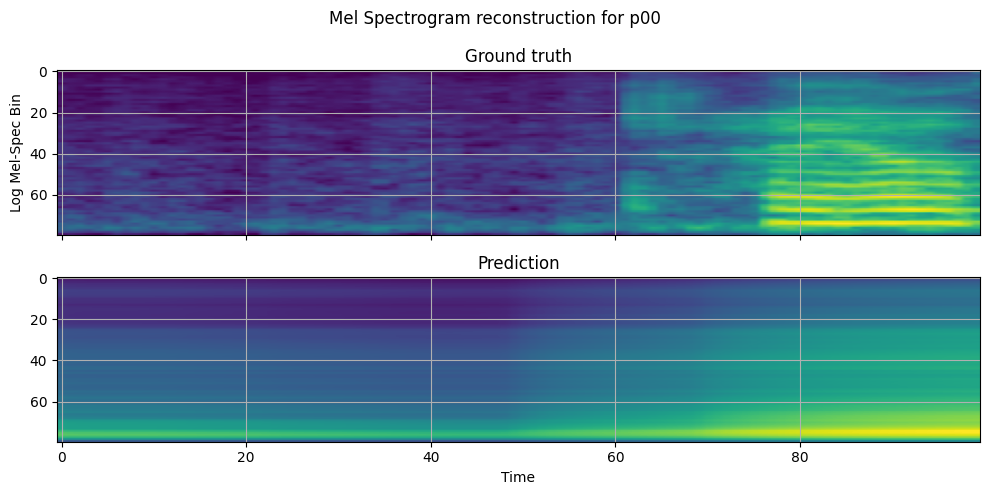 Mel Spectrogram reconstruction for p00
Ground truth
Log Mel-Spec Bin
0
20
40
60
Prediction
0
20
40
60
0 20 40 60 80
Time